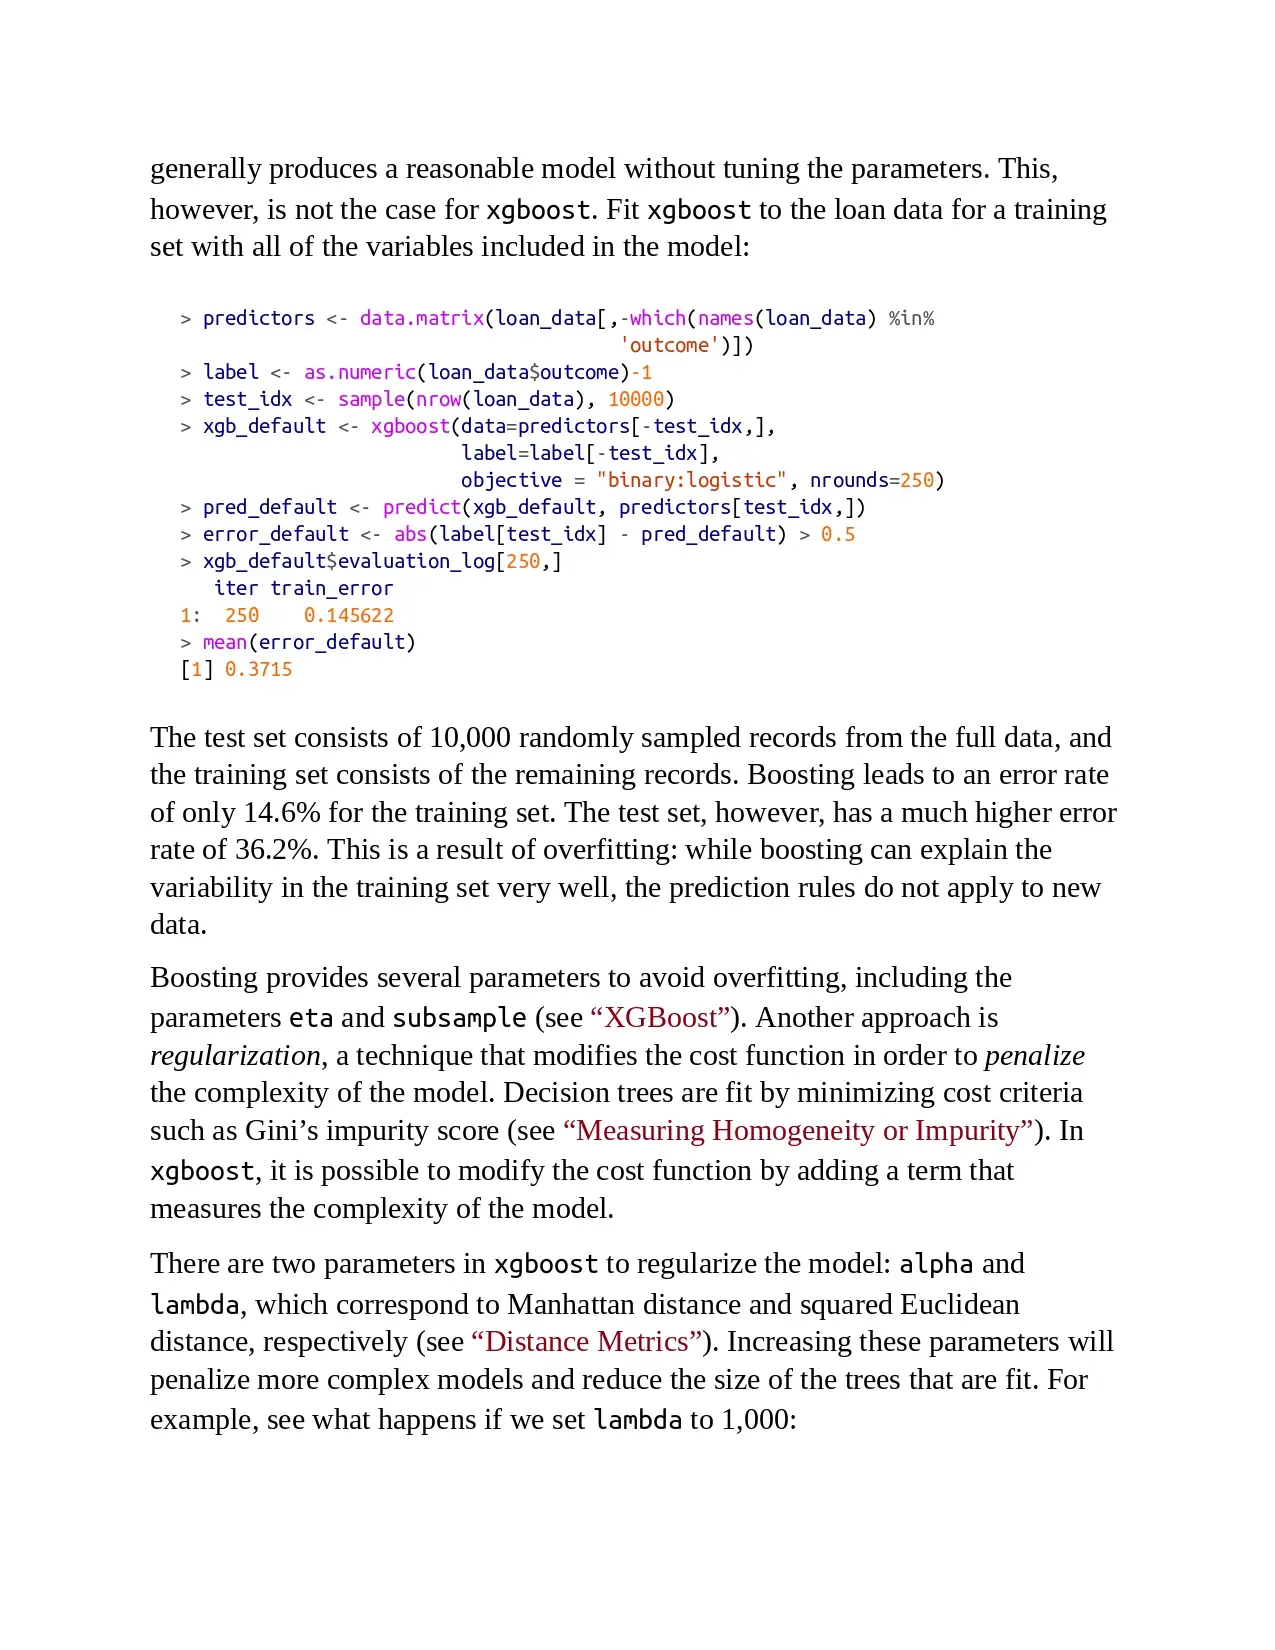 generally produces a reasonable model without tuning the parameters. This,
however, is not the case for xgboost. Fit xgboost to the loan data for a training
set with all of the variables included in the model:
> predictors <- data.matrix(loan_data[,-which(names(loan_data) %in%
'outcome')])
> label <- as.numeric(loan_data$outcome)-1
> test_idx <- sample(nrow(loan_data), 10000)
> xgb_default <- xgboost(data=predictors[-test_idx,],
label=label[-test_idx],
objective = "binary:logistic", nrounds=250)
> pred_default <- predict(xgb_default, predictors[test_idx,])
> error_default <- abs(label[test_idx] - pred_default) > 0.5
> xgb_default$evaluation_log[250,]
iter train_error
1: 250 0.145622
> mean(error_default)
[1] 0.3715
The test set consists of 10,000 randomly sampled records from the full data, and
the training set consists of the remaining records. Boosting leads to an error rate
of only 14.6% for the training set. The test set, however, has a much higher error
rate of 36.2%. This is a result of overfitting: while boosting can explain the
variability in the training set very well, the prediction rules do not apply to new
data.
Boosting provides several parameters to avoid overfitting, including the
parameters eta and subsample (see “XGBoost”). Another approach is
regularization, a technique that modifies the cost function in order to penalize
the complexity of the model. Decision trees are fit by minimizing cost criteria
such as Gini’s impurity score (see “Measuring Homogeneity or Impurity”). In
xgboost, it is possible to modify the cost function by adding a term that
measures the complexity of the model.
There are two parameters in xgboost to regularize the model: alpha and
lambda, which correspond to Manhattan distance and squared Euclidean
distance, respectively (see “Distance Metrics”). Increasing these parameters will
penalize more complex models and reduce the size of the trees that are fit. For
example, see what happens if we set lambda to 1,000: